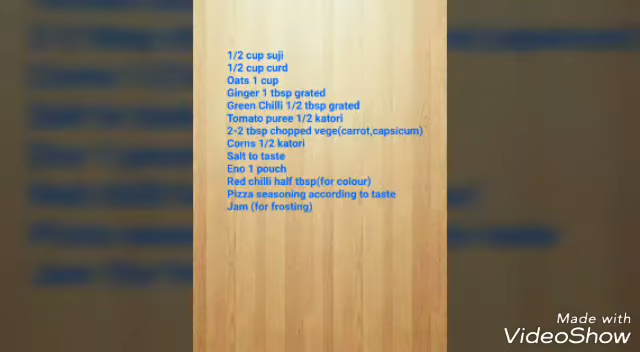 1/2 cup suji
1/2 cup curd
Oats 1 cup
Ginger 1 tbsp grated
Green Chilli 1/2 tbsp grated
Tomato puree 1/2 katori
2-2 tbsp chopped vege(carrot,capsicum)
Corns 1/2 katori
Salt to taste
Eno 1 pouch
Red chilli half tbsp(for colour)
Pizza seasoning according to taste
Jam (for frosting)
Made with
VideoShow